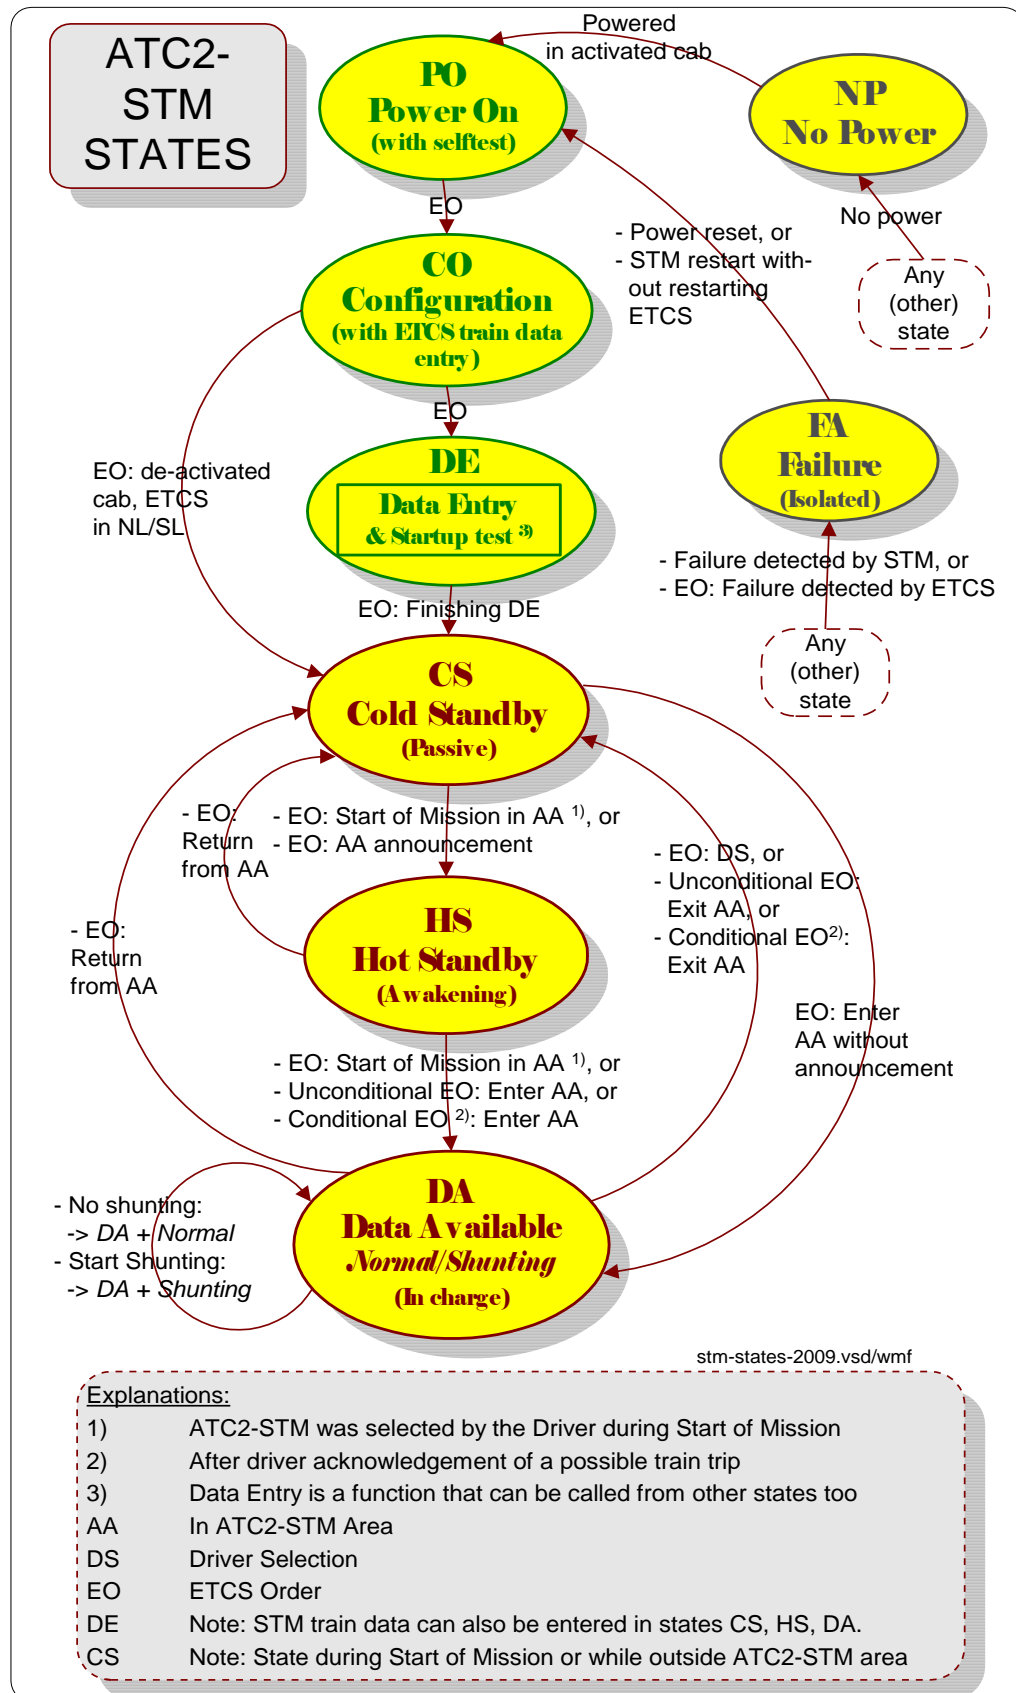 ATC2-
STM
STATES
Powered
in activated cab
PO
Power On
(with selftest)
NP
No Power
EO
No power
- Power reset, or
- STM restart with-
out restarting
ETCS
Any
(other)
state
CO
Configuration
(with ETCS train data
entry)
EO
FA
Failure
(Isolated)
EO: de-activated
cab, ETCS
in NL/SL
DE
Data Entry
& Startup test 3)
- Failure detected by STM, or
- EO: Failure detected by ETCS
EO: Finishing DE
Any
(other)
state
CS
Cold Standby
(Passive)
- EO:
Return
from AA
- EO: Start of Mission in AA 1), or
- EO: AA announcement
- EO: DS, or
- Unconditional EO:
Exit AA, or
- Conditional EO2):
Exit AA
HS
Hot Standby
(Awakening)
- EO:
Return
from AA
EO: Enter
AA without
announcement
- EO: Start of Mission in AA 1), or
- Unconditional EO: Enter AA, or
- Conditional EO 2): Enter AA
DA
Data Available
Normal/Shunting
(In charge)
- No shunting:
-> DA + Normal
- Start Shunting:
-> DA + Shunting
stm-states-2009.vsd/wmf
Explanations:
1) ATC2-STM was selected by the Driver during Start of Mission
2) After driver acknowledgement of a possible train trip
3) Data Entry is a function that can be called from other states too
AA In ATC2-STM Area
DS Driver Selection
EO ETCS Order
DE Note: STM train data can also be entered in states CS, HS, DA.
CS Note: State during Start of Mission or while outside ATC2-STM area